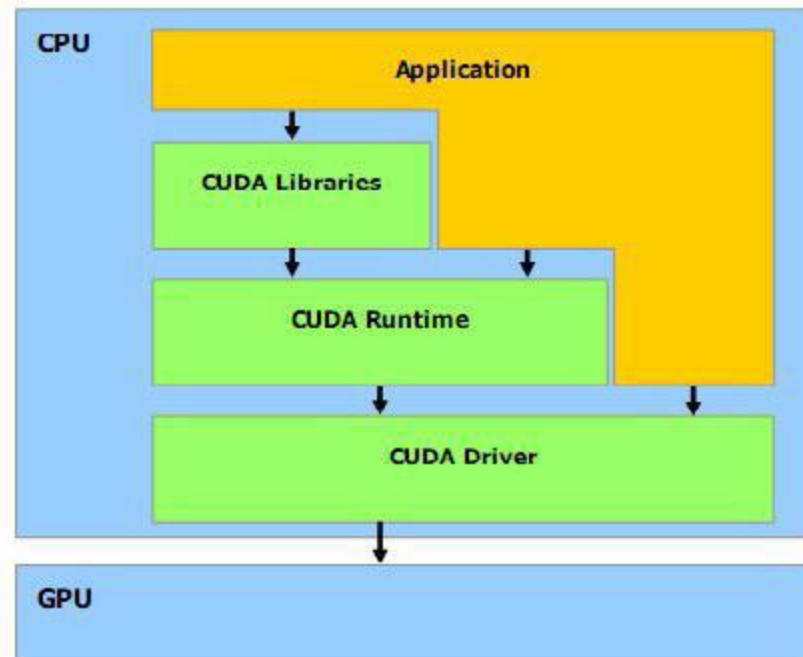 CPU
Application
CUDA Libraries
CUDA Runtime
CUDA Driver
GPU